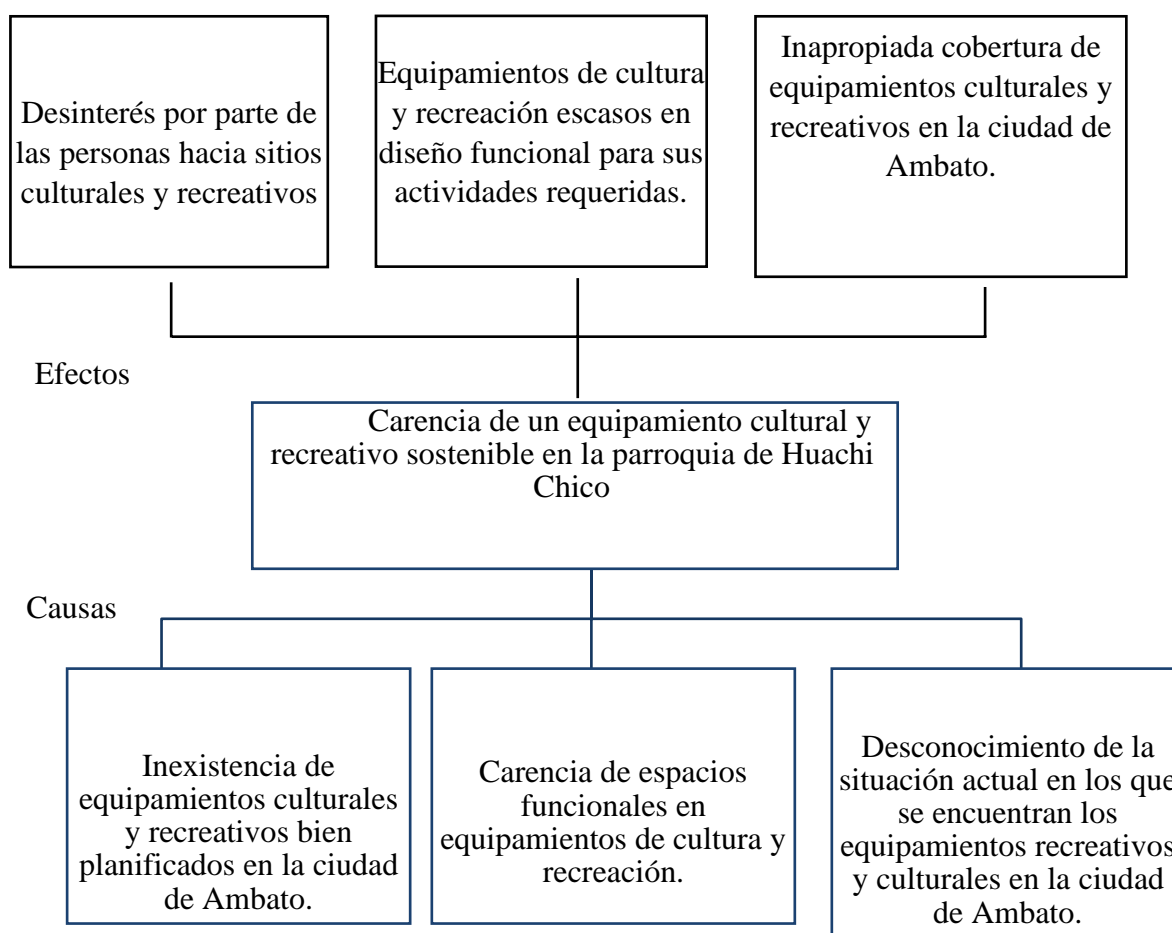 Desinterés por parte de
las personas hacia sitios
culturales y recreativos
Equipamientos de cultura
y recreación escasos en
diseño funcional para sus
actividades requeridas.
Inapropiada cobertura de
equipamientos culturales y
recreativos en la ciudad de
Ambato.
Efectos
Carencia de un equipamiento cultural y
recreativo sostenible en la parroquia de Huachi
Chico
Causas
Inexistencia de
equipamientos culturales
y recreativos bien
planificados en la ciudad
de Ambato.
Carencia de espacios
funcionales en
equipamientos de cultura y
recreación.
Desconocimiento de la
situación actual en los que
se encuentran los
equipamientos recreativos
y culturales en la ciudad
de Ambato.